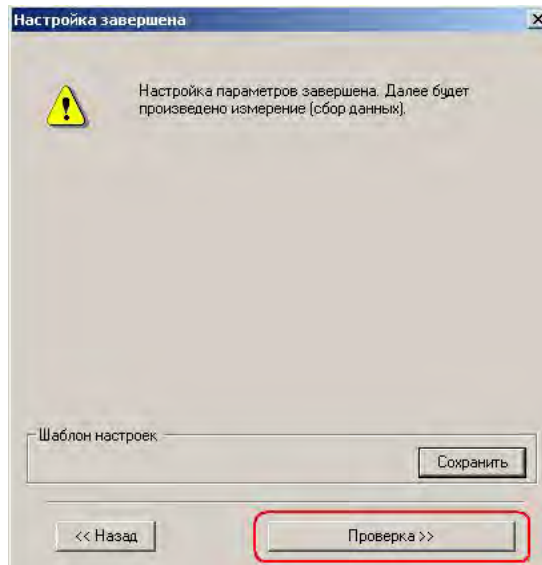 Настройка завершена
Настройка параметров завершена. Далее будет
произведено измерение (сбор данных).
Шаблон настроек
Сохранить
<< Назад
Проверка >>